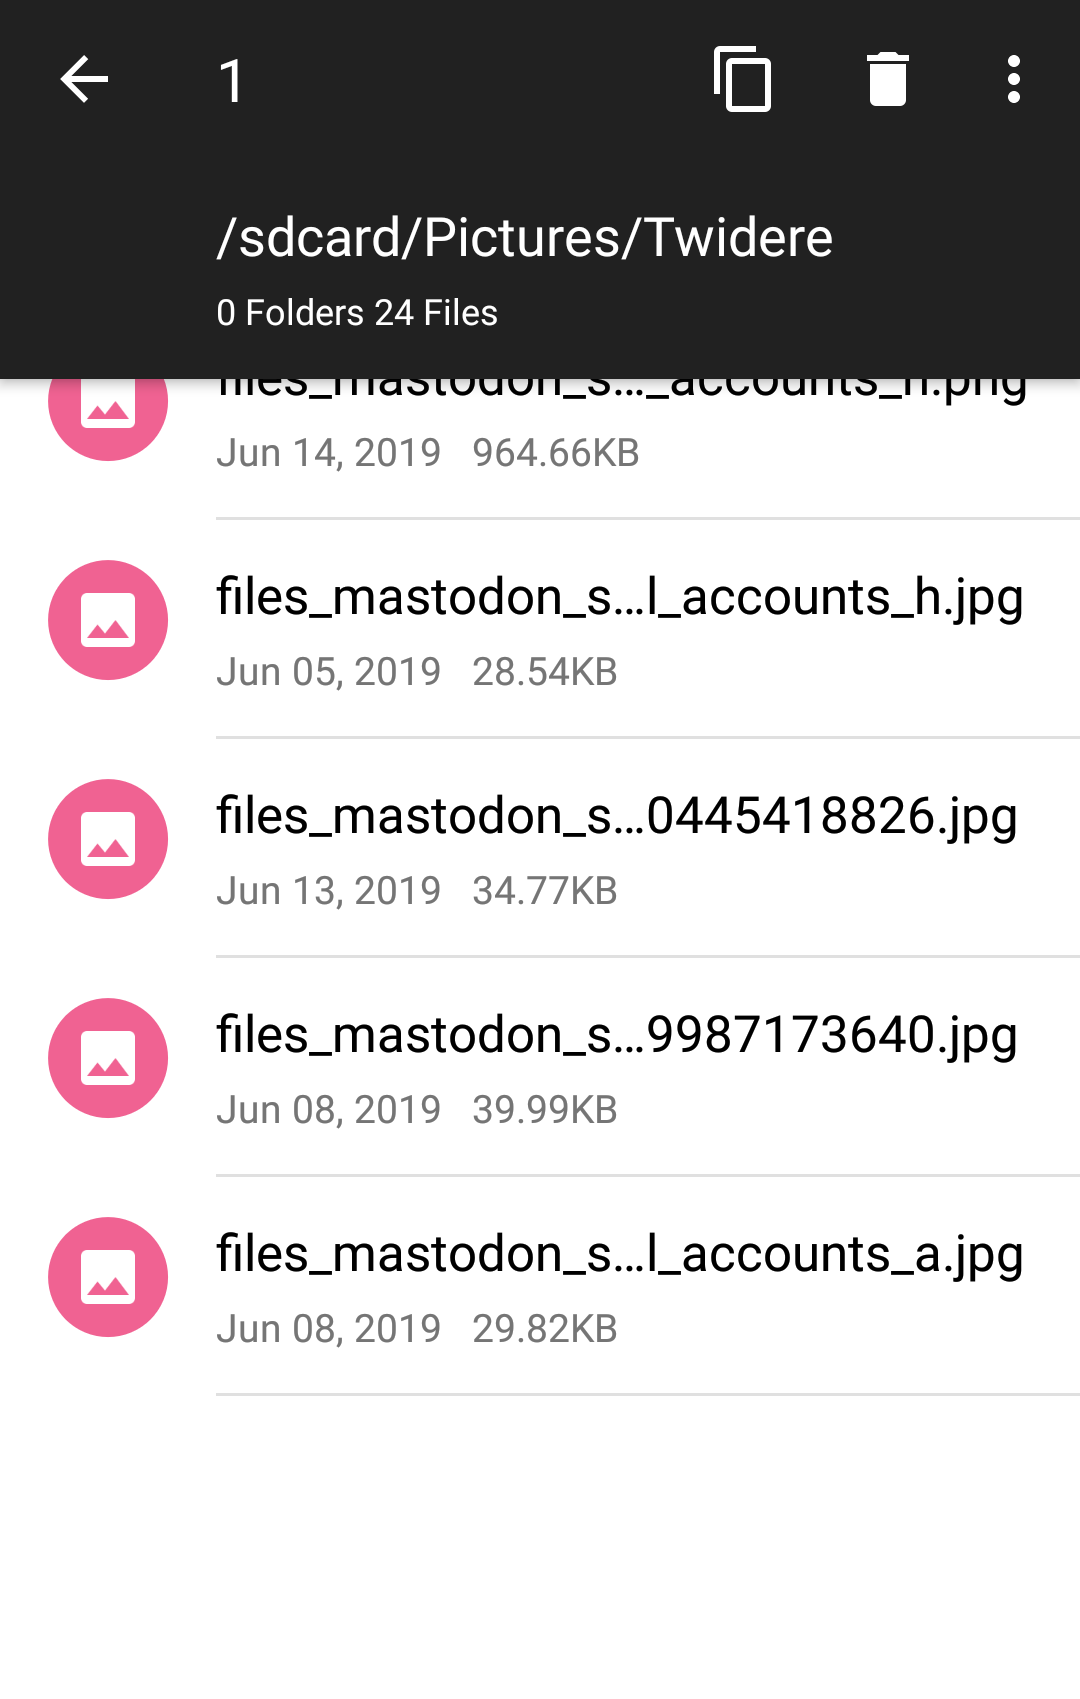 1
/sdcard/Pictures/Twidere
0 Folders 24 Files
files_mastodon_s..._accounts_h.png
Jun 14, 2019 964.66KB
files_mastodon_s...l_accounts_h.jpg
Jun 05, 2019 28.54KB
files_mastodon_s...0445418826.jpg
Jun 13, 2019 34.77KB
files_mastodon_s...9987173640.jpg
Jun 08, 2019 39.99KB
files_mastodon_s...l_accounts_a.jpg
Jun 08, 2019 29.82KB